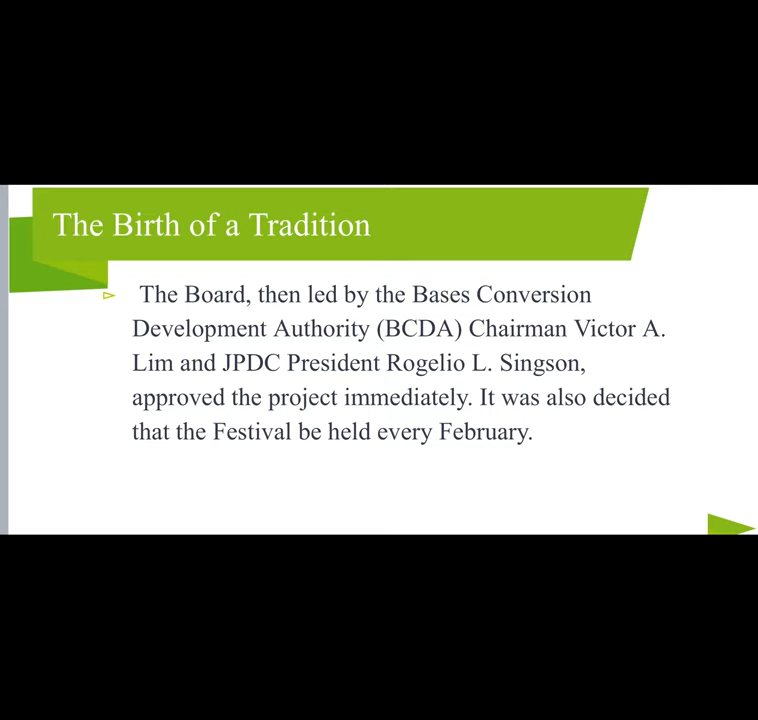 The Birth of a Tradition
The Board, then led by the Bases Conversion
Development Authority (BCDA) Chairman Victor A.
Lim and JPDC President Rogelio L. Singson,
approved the project immediately. It was also decided
that the Festival be held every February.